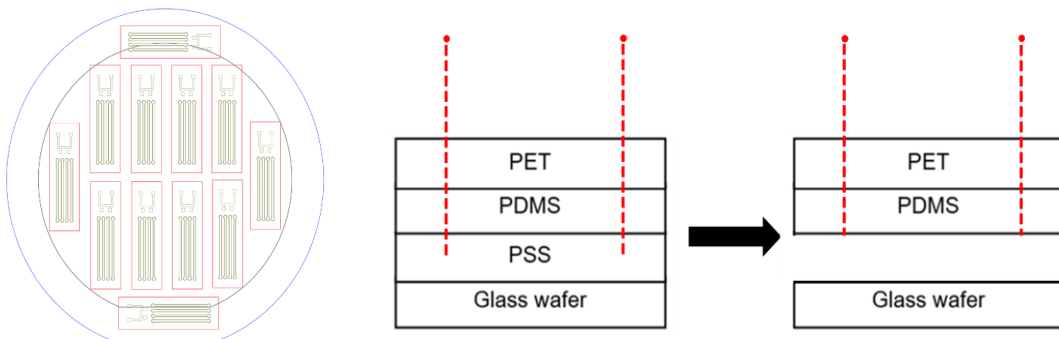 PET
PDMS
PSS
Glass wafer
PET
PDMS
Glass wafer